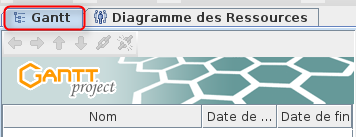 Gantt Diagramme des Ressources
GANTT
project
Nom Date de ... Date de fin